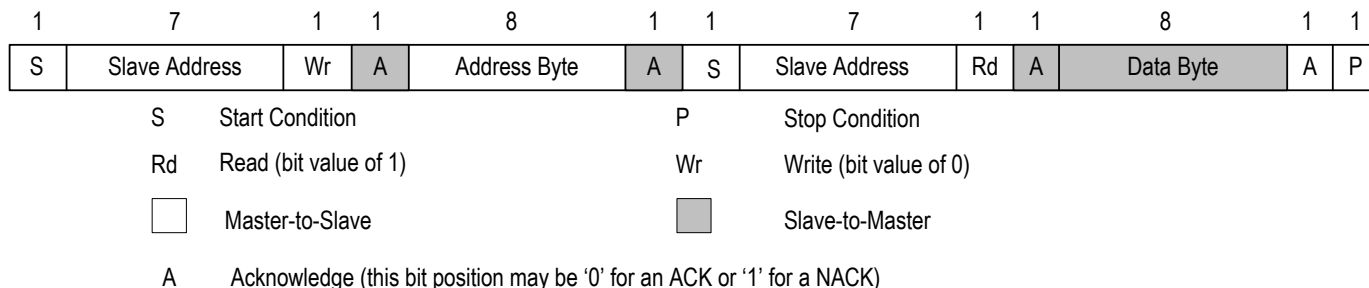 1 7 1 1 8 1 1 7 1 1 8 1 1
S Slave Address Wr A Address Byte A S Slave Address Rd A Data Byte A P
S Start Condition P Stop Condition
Rd Read (bit value of 1) Wr Write (bit value of 0)
Master-to-Slave Slave-to-Master
A Acknowledge (this bit position may be ‘0’ for an ACK or ‘1’ for a NACK)